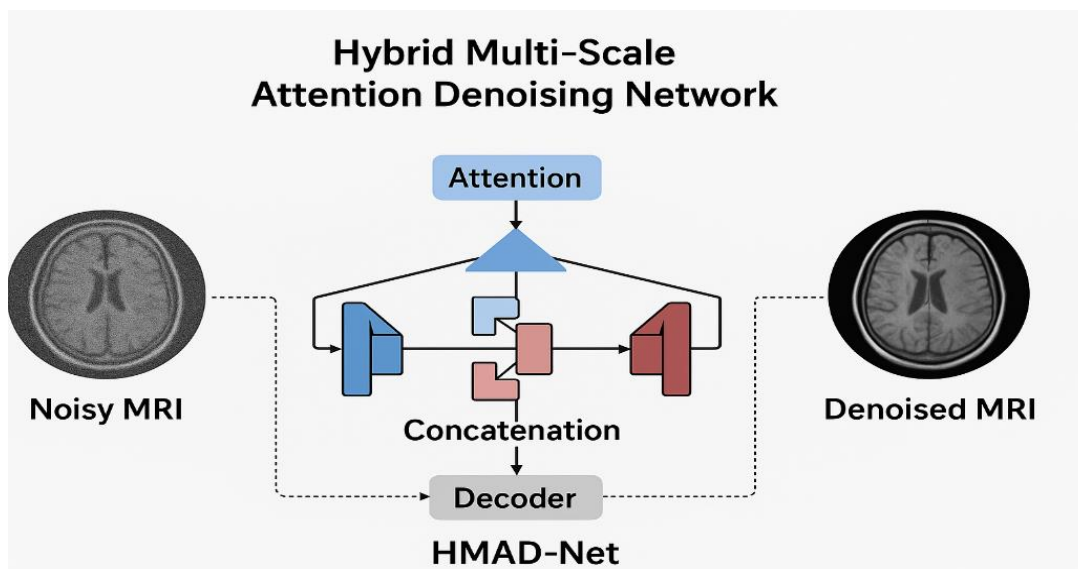 Hybrid Multi-Scale
Attention Denoising Network
Attention
Noisy MRI
Denoised MRI
Concatenation
Decoder
HMAD-Net